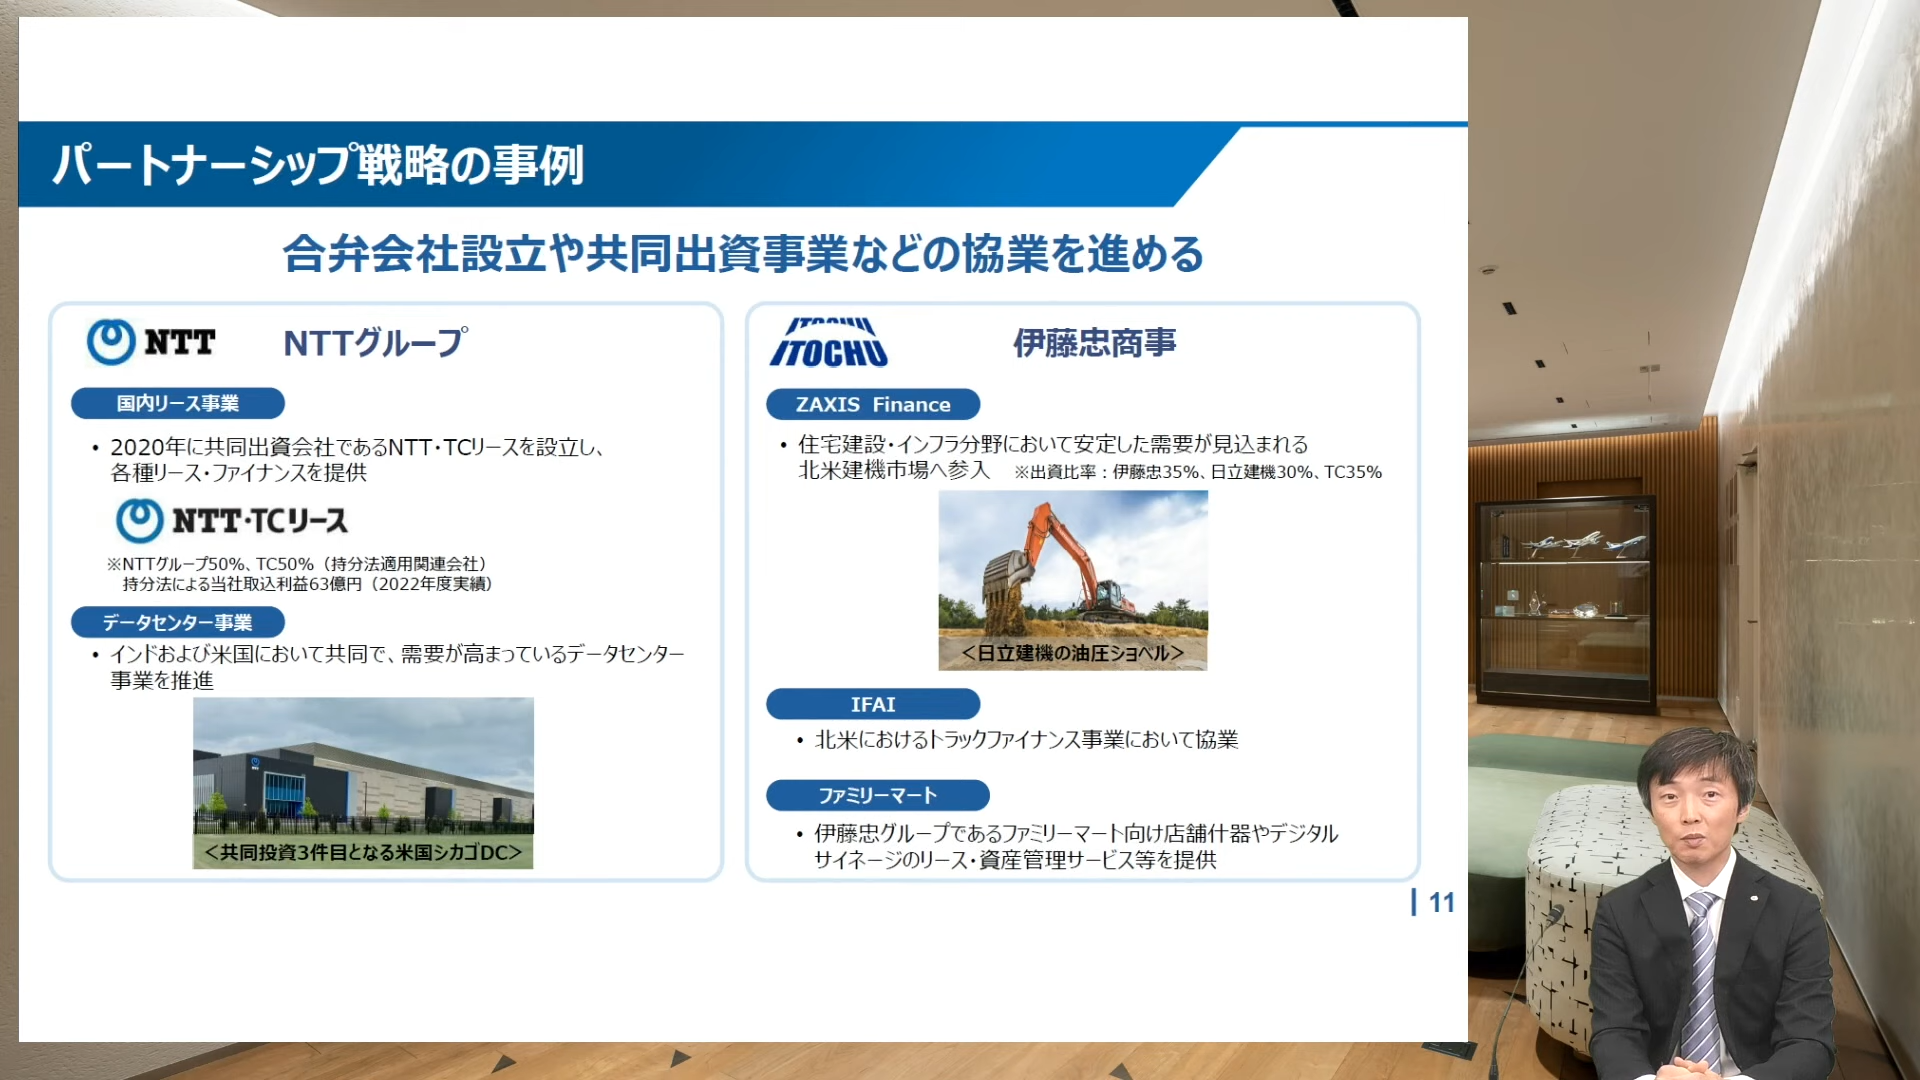 パートナーシップ戦略の事例
合弁会社設立や共同出資事業などの協業を進める
NTT
NTTグループ
国内リース事業
• 2020年に共同出資会社であるNTT・TCリースを設立し、
各種リース・ファイナンスを提供
NTT・TCリース
※NTTグループ50%、TC50%（持分法適用関連会社）
持分法による当社取込利益63億円（2022年度実績）
データセンター事業
• インドおよび米国において共同で、需要が高まっているデータセンター
事業を推進
NTT
＜共同投資3件目となる米国シカゴDC＞
ITOCHU
ITOCHU
伊藤忠商事
ZAXIS Finance
• 住宅建設・インフラ分野において安定した需要が見込まれる
北米建機市場へ参入 ※出資比率：伊藤忠35%、日立建機30%、TC35%
＜日立建機の油圧ショベル＞
IFAI
• 北米におけるトラックファイナンス事業において協業
ファミリーマート
• 伊藤忠グループであるファミリーマート向け店舗什器やデジタル
サイネージのリース・資産管理サービス等を提供
11